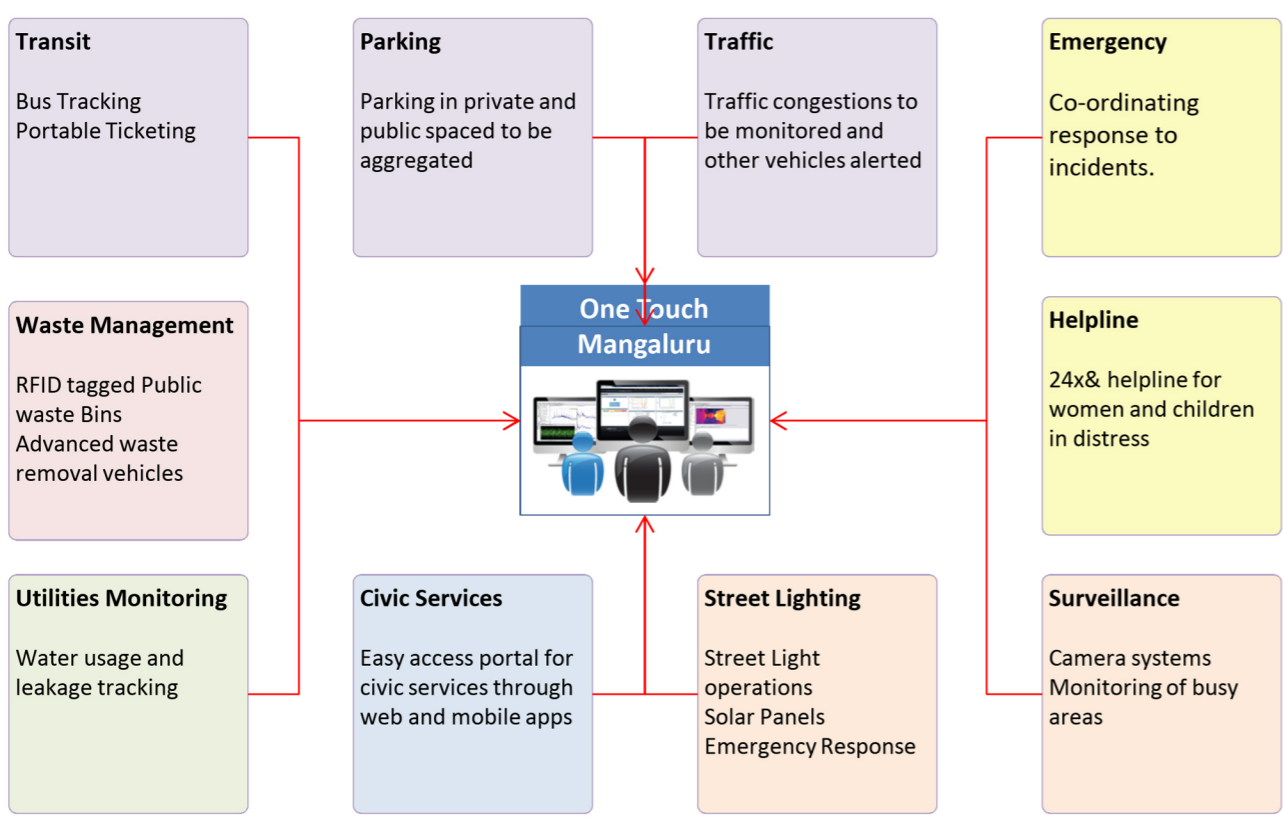 Transit
Bus Tracking
Portable Ticketing
Parking
Parking in private and
public spaced to be
aggregated
Traffic
Traffic congestions to
be monitored and
other vehicles alerted
Emergency
Co-ordinating
response to
incidents.
Waste Management
RFID tagged Public
waste Bins
Advanced waste
removal vehicles
One Touch
Mangaluru
Helpline
24x& helpline for
women and children
in distress
Utilities Monitoring
Water usage and
leakage tracking
Civic Services
Easy access portal for
civic services through
web and mobile apps
Street Lighting
Street Light
operations
Solar Panels
Emergency Response
Surveillance
Camera systems
Monitoring of busy
areas